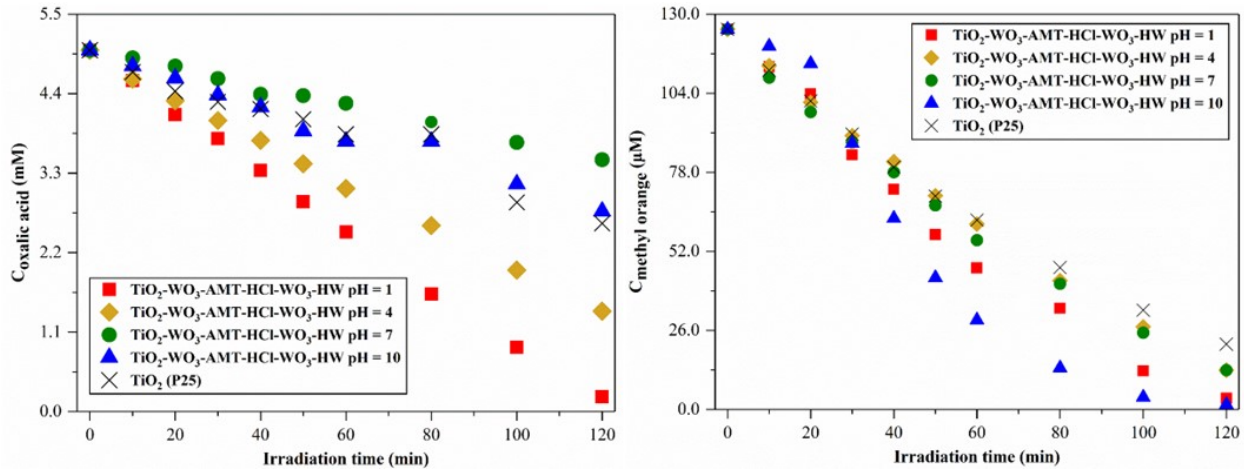 5.5
4.4
3.3
2.2
1.1
0.0
C oxalic acid (mM)
TiO₂-WO₃-AMT-HCl-WO₃-HW pH = 1
TiO₂-WO₃-AMT-HCl-WO₃-HW pH = 4
TiO₂-WO₃-AMT-HCl-WO₃-HW pH = 7
TiO₂-WO₃-AMT-HCl-WO₃-HW pH = 10
TiO₂ (P25)
0 20 40 60 80 100 120
Irradiation time (min)
130.0
104.0
78.0
52.0
26.0
0.0
C methyl orange (µM)
TiO₂-WO₃-AMT-HCl-WO₃-HW pH = 1
TiO₂-WO₃-AMT-HCl-WO₃-HW pH = 4
TiO₂-WO₃-AMT-HCl-WO₃-HW pH = 7
TiO₂-WO₃-AMT-HCl-WO₃-HW pH = 10
TiO₂ (P25)
0 20 40 60 80 100 120
Irradiation time (min)